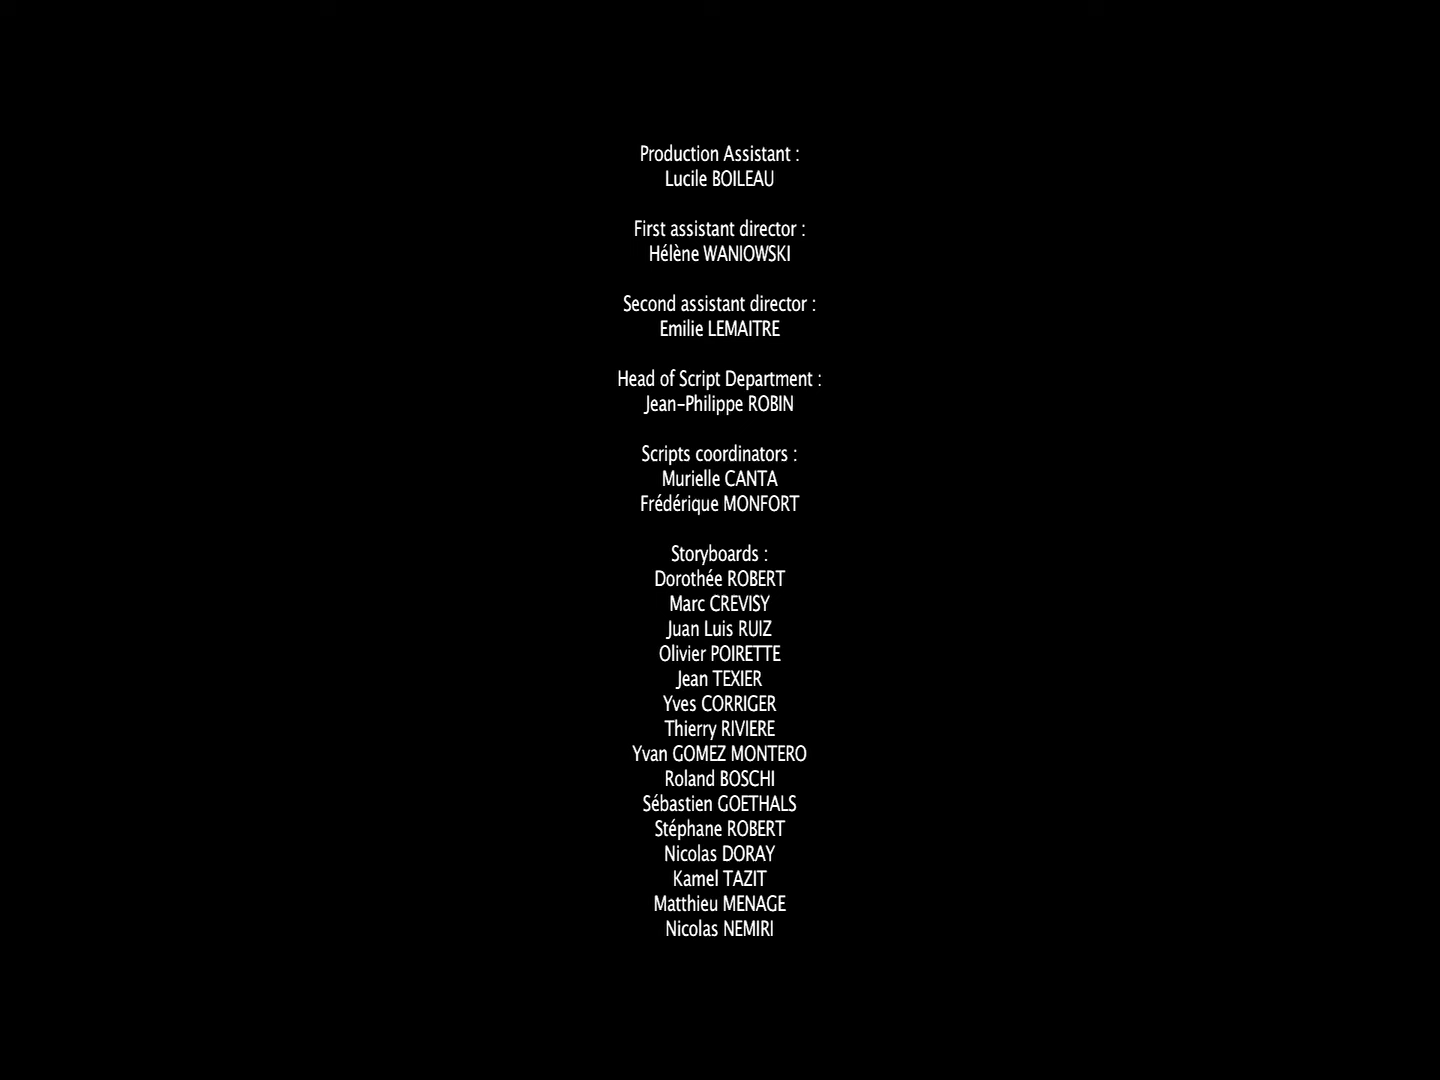 Production Assistant :
Lucile BOILEAU
First assistant director :
Hélène WANIOWSKI
Second assistant director :
Emilie LEMAITRE
Head of Script Department :
Jean-Philippe ROBIN
Scripts coordinators :
Murielle CANTA
Frédérique MONFORT
Storyboards :
Dorothée ROBERT
Marc CREVISY
Juan Luis RUIZ
Olivier POIRETTE
Jean TEXIER
Yves CORRIGER
Thierry RIVIERE
Yvan GOMEZ MONTERO
Roland BOSCHI
Sébastien GOETHALS
Stéphane ROBERT
Nicolas DORAY
Kamel TAZIT
Matthieu MENAGE
Nicolas NEMIRI